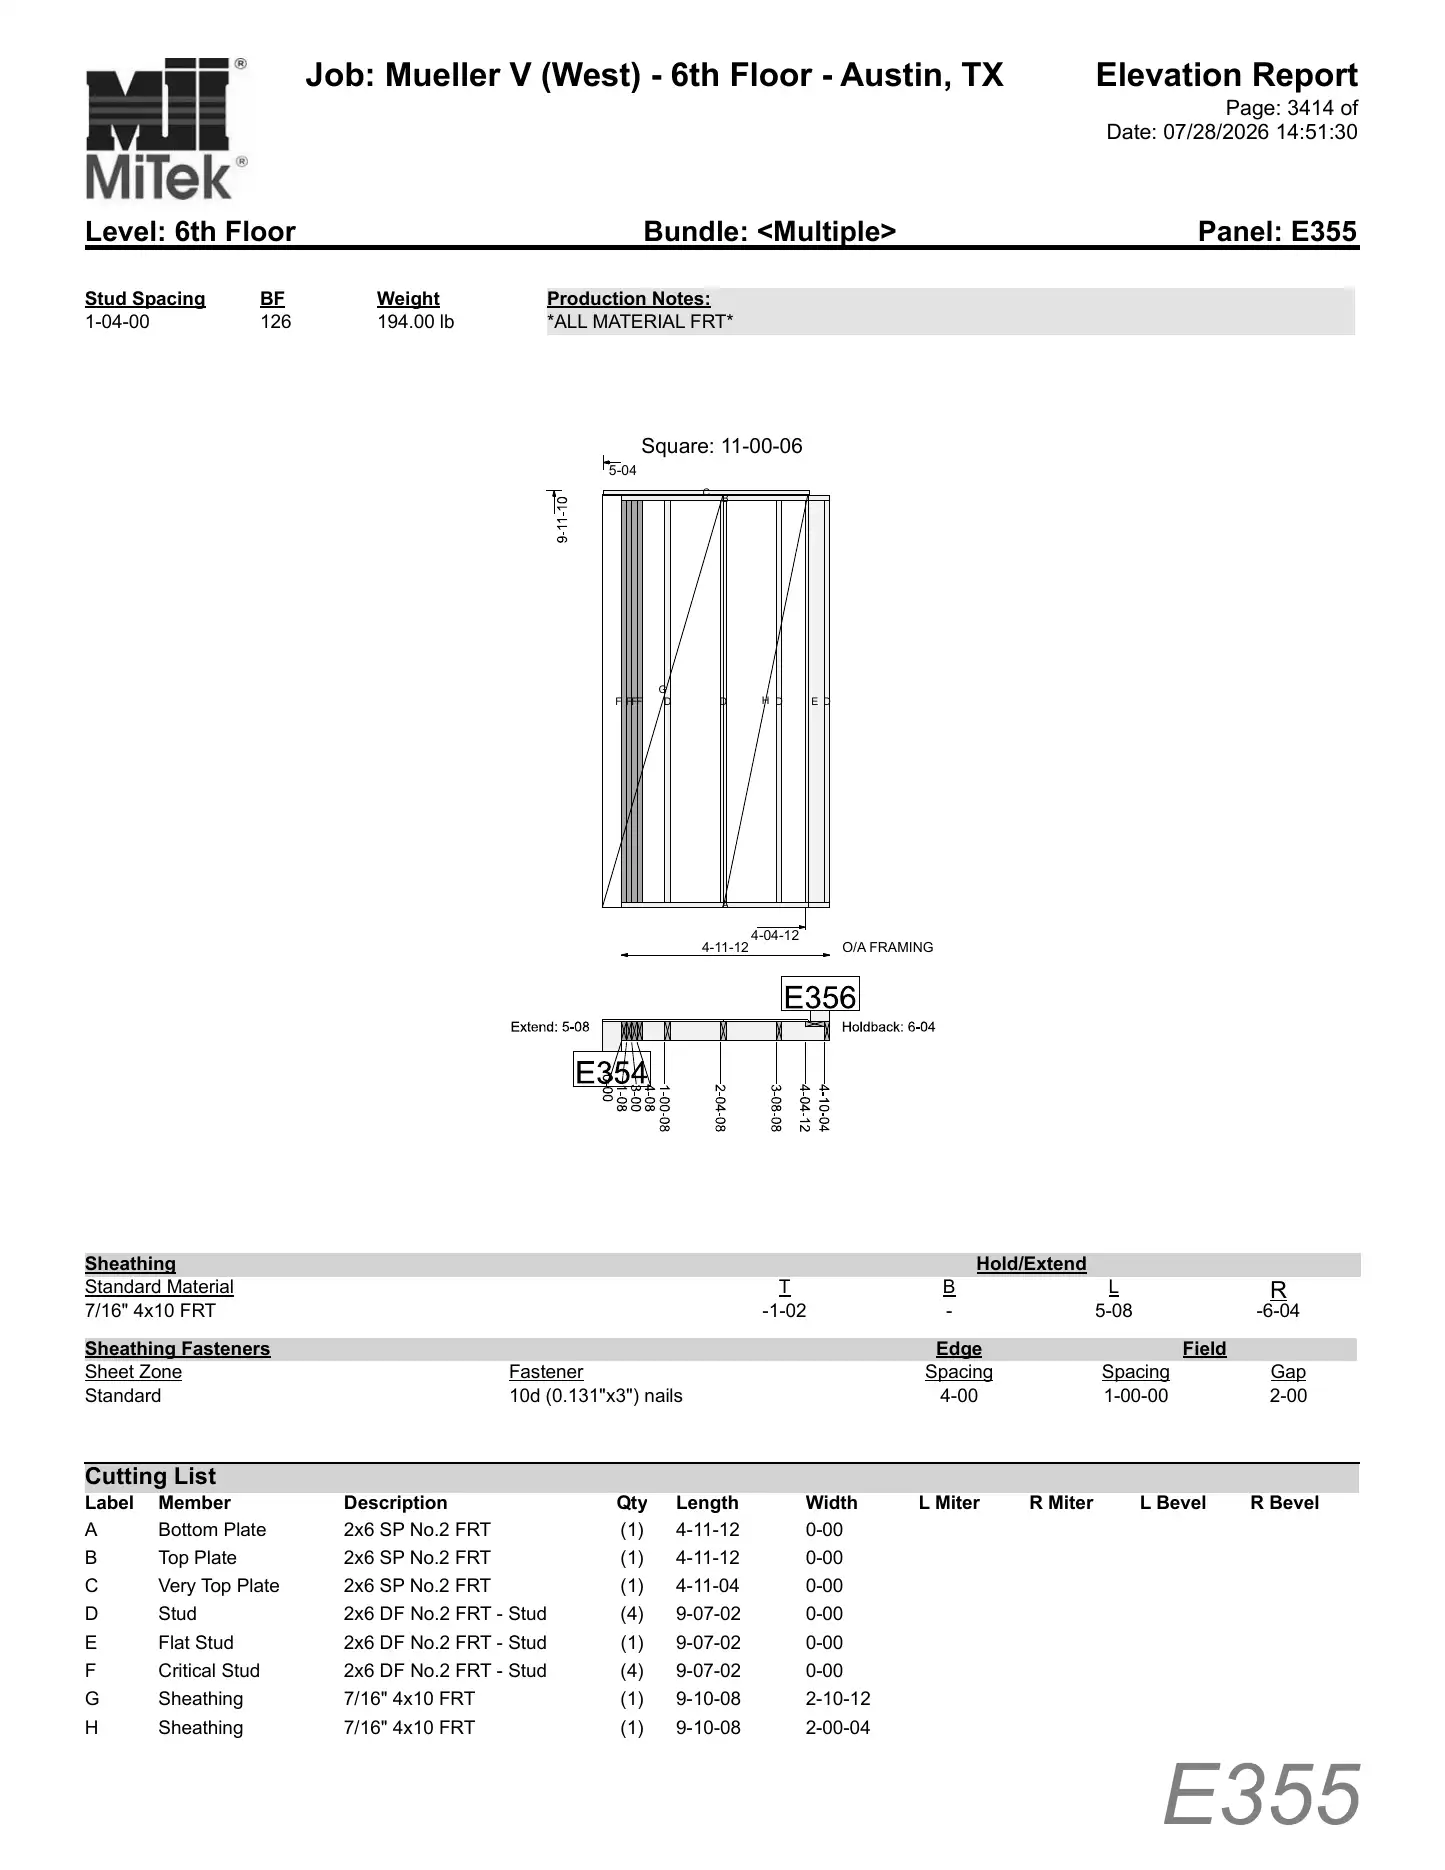 Job: Mueller V (West) - 6th Floor - Austin, TX
Elevation Report
Page: 3414 of
Date: 07/28/2026 14:51:30
MiTek®
Level: 6th Floor Bundle: <Multiple> Panel: E355
Stud Spacing BF Weight Production Notes:
1-04-00 126 194.00 lb *ALL MATERIAL FRT*
Square: 11-00-06
5-04
9-11-10
C
B
G
F F F F D D H D E D
A
4-04-12
4-11-12 O/A FRAMING
E356
Extend: 5-08 Holdback: 6-04
E354
1-08 3-00 4-08 1-00-08 2-04-08 3-08-08 4-04-12 4-10-04
Sheathing Hold/Extend
Standard Material T B L R
7/16" 4x10 FRT -1-02 - 5-08 -6-04
Sheathing Fasteners Edge Field
Sheet Zone Fastener Spacing Spacing Gap
Standard 10d (0.131"x3") nails 4-00 1-00-00 2-00
Cutting List
Label Member Description Qty Length Width L Miter R Miter L Bevel R Bevel
A Bottom Plate 2x6 SP No.2 FRT (1) 4-11-12 0-00
B Top Plate 2x6 SP No.2 FRT (1) 4-11-12 0-00
C Very Top Plate 2x6 SP No.2 FRT (1) 4-11-04 0-00
D Stud 2x6 DF No.2 FRT - Stud (4) 9-07-02 0-00
E Flat Stud 2x6 DF No.2 FRT - Stud (1) 9-07-02 0-00
F Critical Stud 2x6 DF No.2 FRT - Stud (4) 9-07-02 0-00
G Sheathing 7/16" 4x10 FRT (1) 9-10-08 2-10-12
H Sheathing 7/16" 4x10 FRT (1) 9-10-08 2-00-04
E355